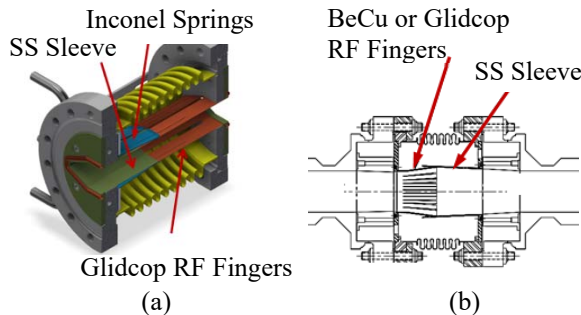 (a)
Inconel Springs
SS Sleeve
Glidcop RF Fingers
(a)
(b)
BeCu or Glidcop
RF Fingers
SS Sleeve
(b)